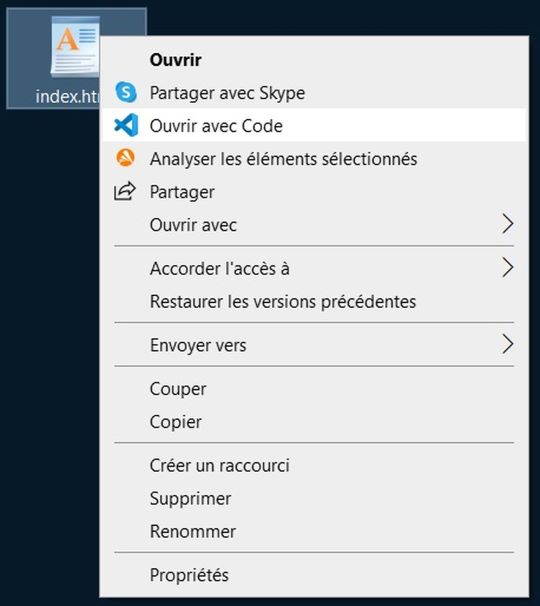 index.ht
Ouvrir
Partager avec Skype
Ouvrir avec Code
Analyser les éléments sélectionnés
Partager
Ouvrir avec
Accorder l'accès à
Restaurer les versions précédentes
Envoyer vers
Couper
Copier
Créer un raccourci
Supprimer
Renommer
Propriétés